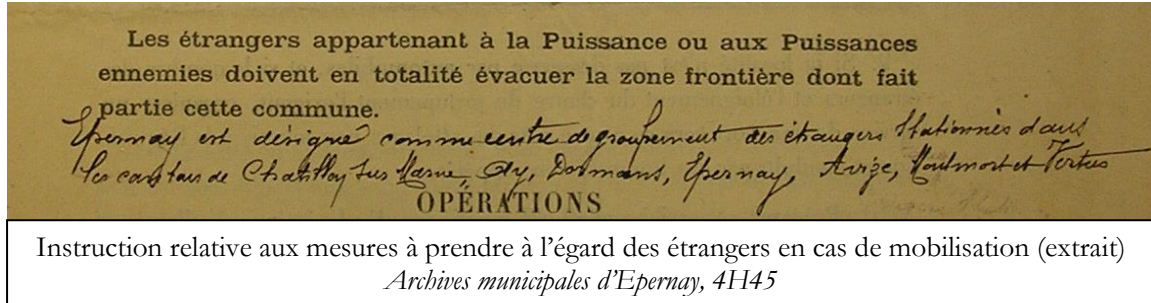 Les étrangers appartenant à la Puissance ou aux Puissances
ennemies doivent en totalité évacuer la zone frontière dont fait
partie cette commune.
Epernay est désigné comme centre de groupement des étrangers stationnés dans
les cantons de Chatillon sur Marne, Ay, Dormans, Epernay, Avize, Montmort et Vertus
OPÉRATIONS
Instruction relative aux mesures à prendre à l’égard des étrangers en cas de mobilisation (extrait)
Archives municipales d’Epernay, 4H45